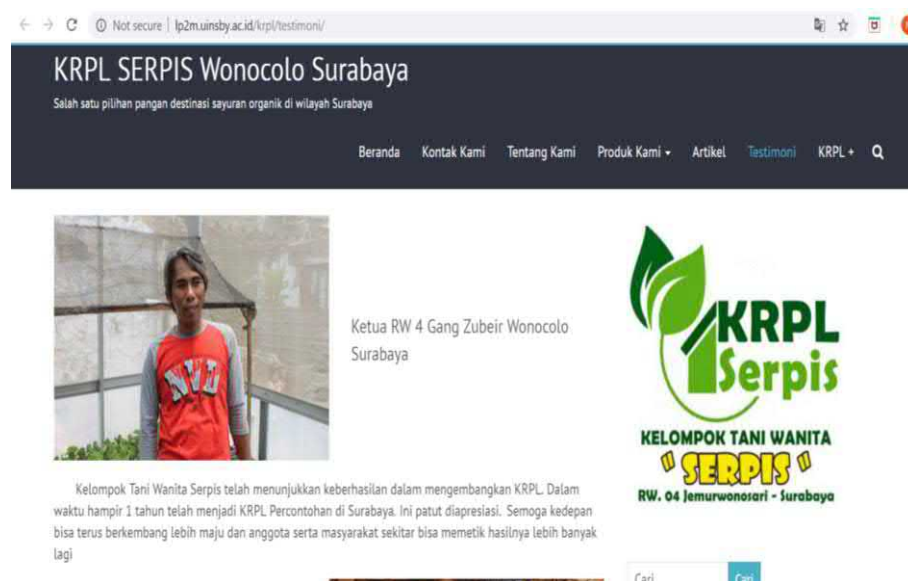 Not secure | lp2m.uinsby.ac.id/krpl/testimoni/
KRPL SERPIS Wonocolo Surabaya
Salah satu pilihan pangan destinasi sayuran organik di wilayah Surabaya
Beranda Kontak Kami Tentang Kami Produk Kami Artikel Testimoni KRPL +
NYL
Ketua RW 4 Gang Zubeir Wonocolo
Surabaya
KRPL
Serpis
KELOMPOK TANI WANITA
" SERPIS "
RW. 04 Jemurwonosari - Surabaya
Kelompok Tani Wanita Serpis telah menunjukkan keberhasilan dalam mengembangkan KRPL. Dalam
waktu hampir 1 tahun telah menjadi KRPL Percontohan di Surabaya. Ini patut diapresiasi. Semoga kedepan
bisa terus berkembang lebih maju dan anggota serta masyarakat sekitar bisa memetik hasilnya lebih banyak
lagi
Cari Cari